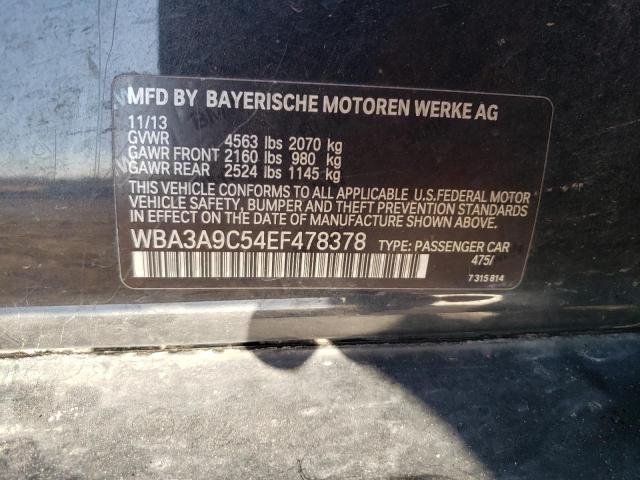 MFD BY BAYERISCHE MOTOREN WERKE AG
11/13
GVWR 4563 lbs 2070 kg
GAWR FRONT 2160 lbs 980 kg
GAWR REAR 2524 lbs 1145 kg
THIS VEHICLE CONFORMS TO ALL APPLICABLE U.S.FEDERAL MOTOR
VEHICLE SAFETY, BUMPER AND THEFT PREVENTION STANDARDS
IN EFFECT ON THE DATE OF MANUFACTURE SHOWN ABOVE.
WBA3A9C54EF478378 TYPE: PASSENGER CAR
475/
7 315 814